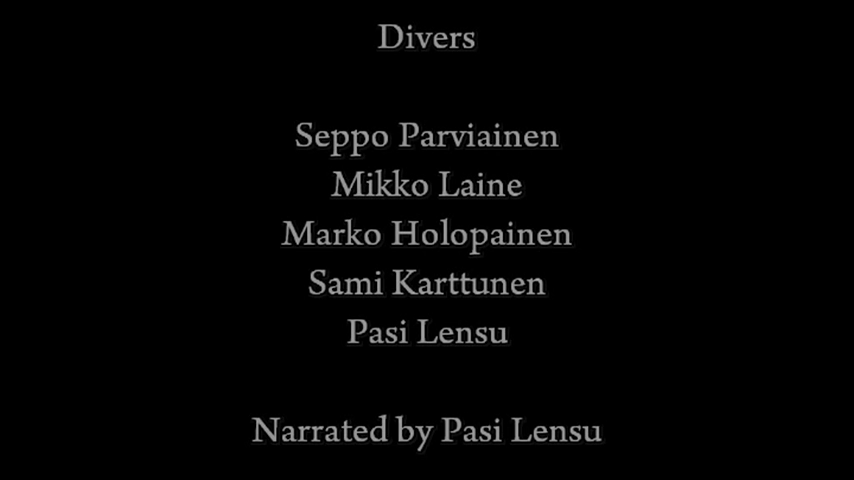 Divers
Seppo Parviainen
Mikko Laine
Marko Holopainen
Sami Karttunen
Pasi Lensu
Narrated by Pasi Lensu